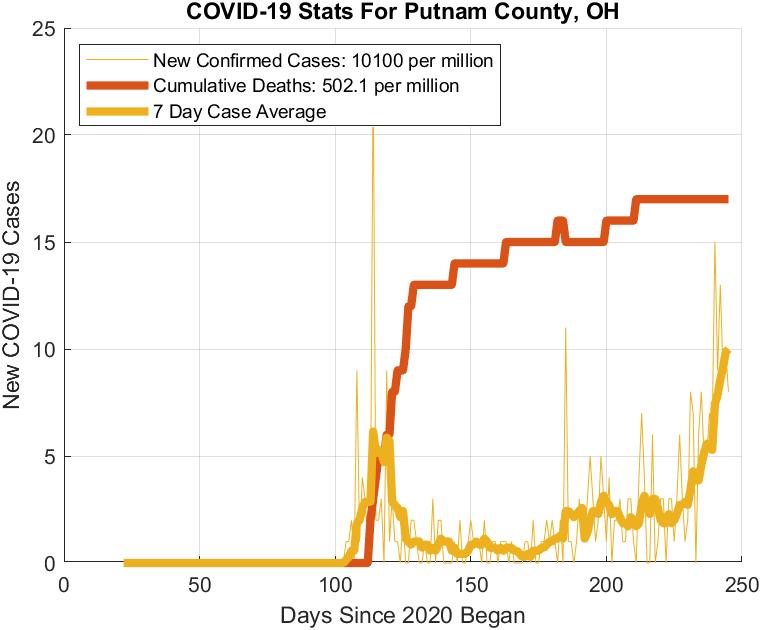 COVID-19 Stats For Putnam County, OH
25
New Confirmed Cases: 10100 per million
Cumulative Deaths: 502.1 per million
7 Day Case Average
20
15
10
5
0
New COVID-19 Cases
0 50 100 150 200 250
Days Since 2020 Began